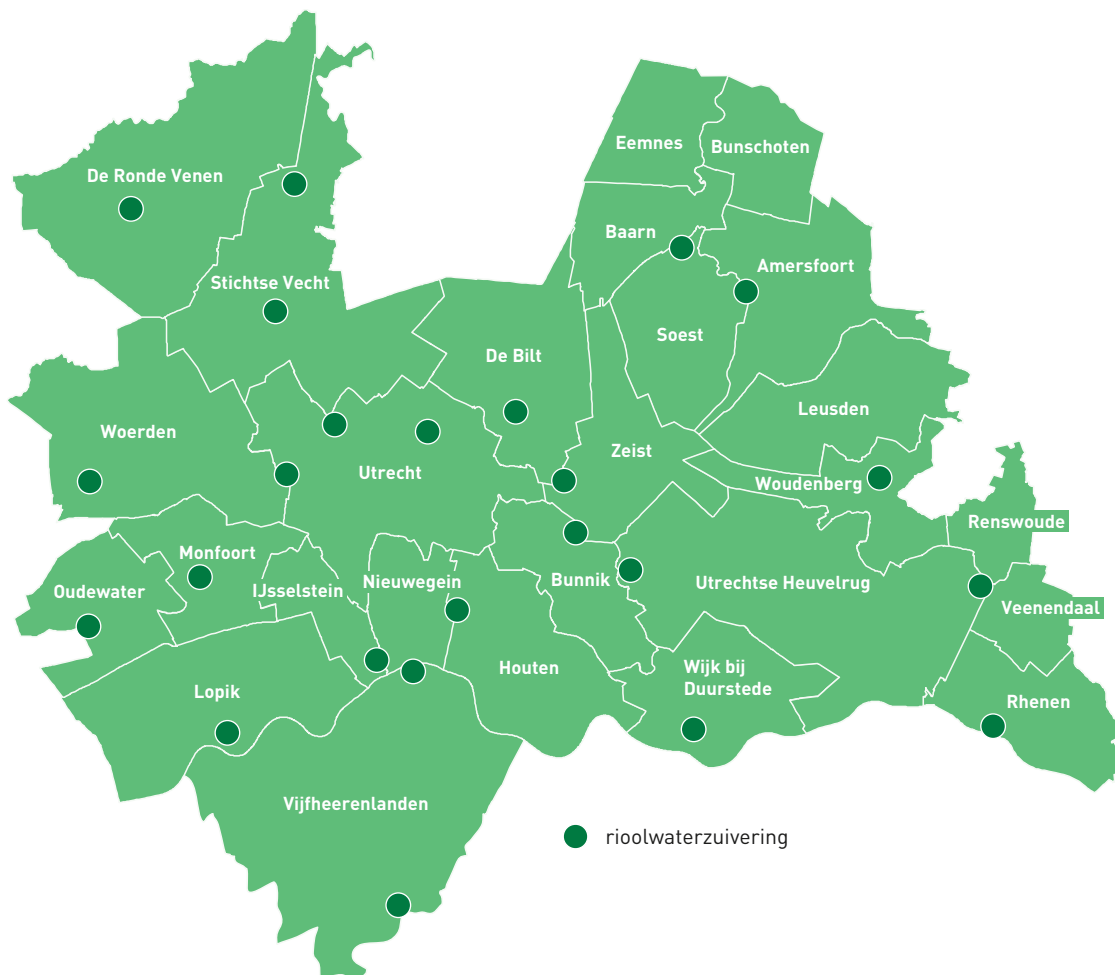 Eemnes
Bunschoten
De Ronde Venen
Baarn
Amersfoort
Stichtse Vecht
Soest
De Bilt
Leusden
Woerden
Zeist
Utrecht
Woudenberg
Renswoude
Monfoort
Nieuwegein
Bunnik
Utrechtse Heuvelrug
Oudewater
IJsselstein
Veenendaal
Houten
Wijk bij
Duurstede
Lopik
Rhenen
Vijfheerenlanden
rioolwaterzuivering